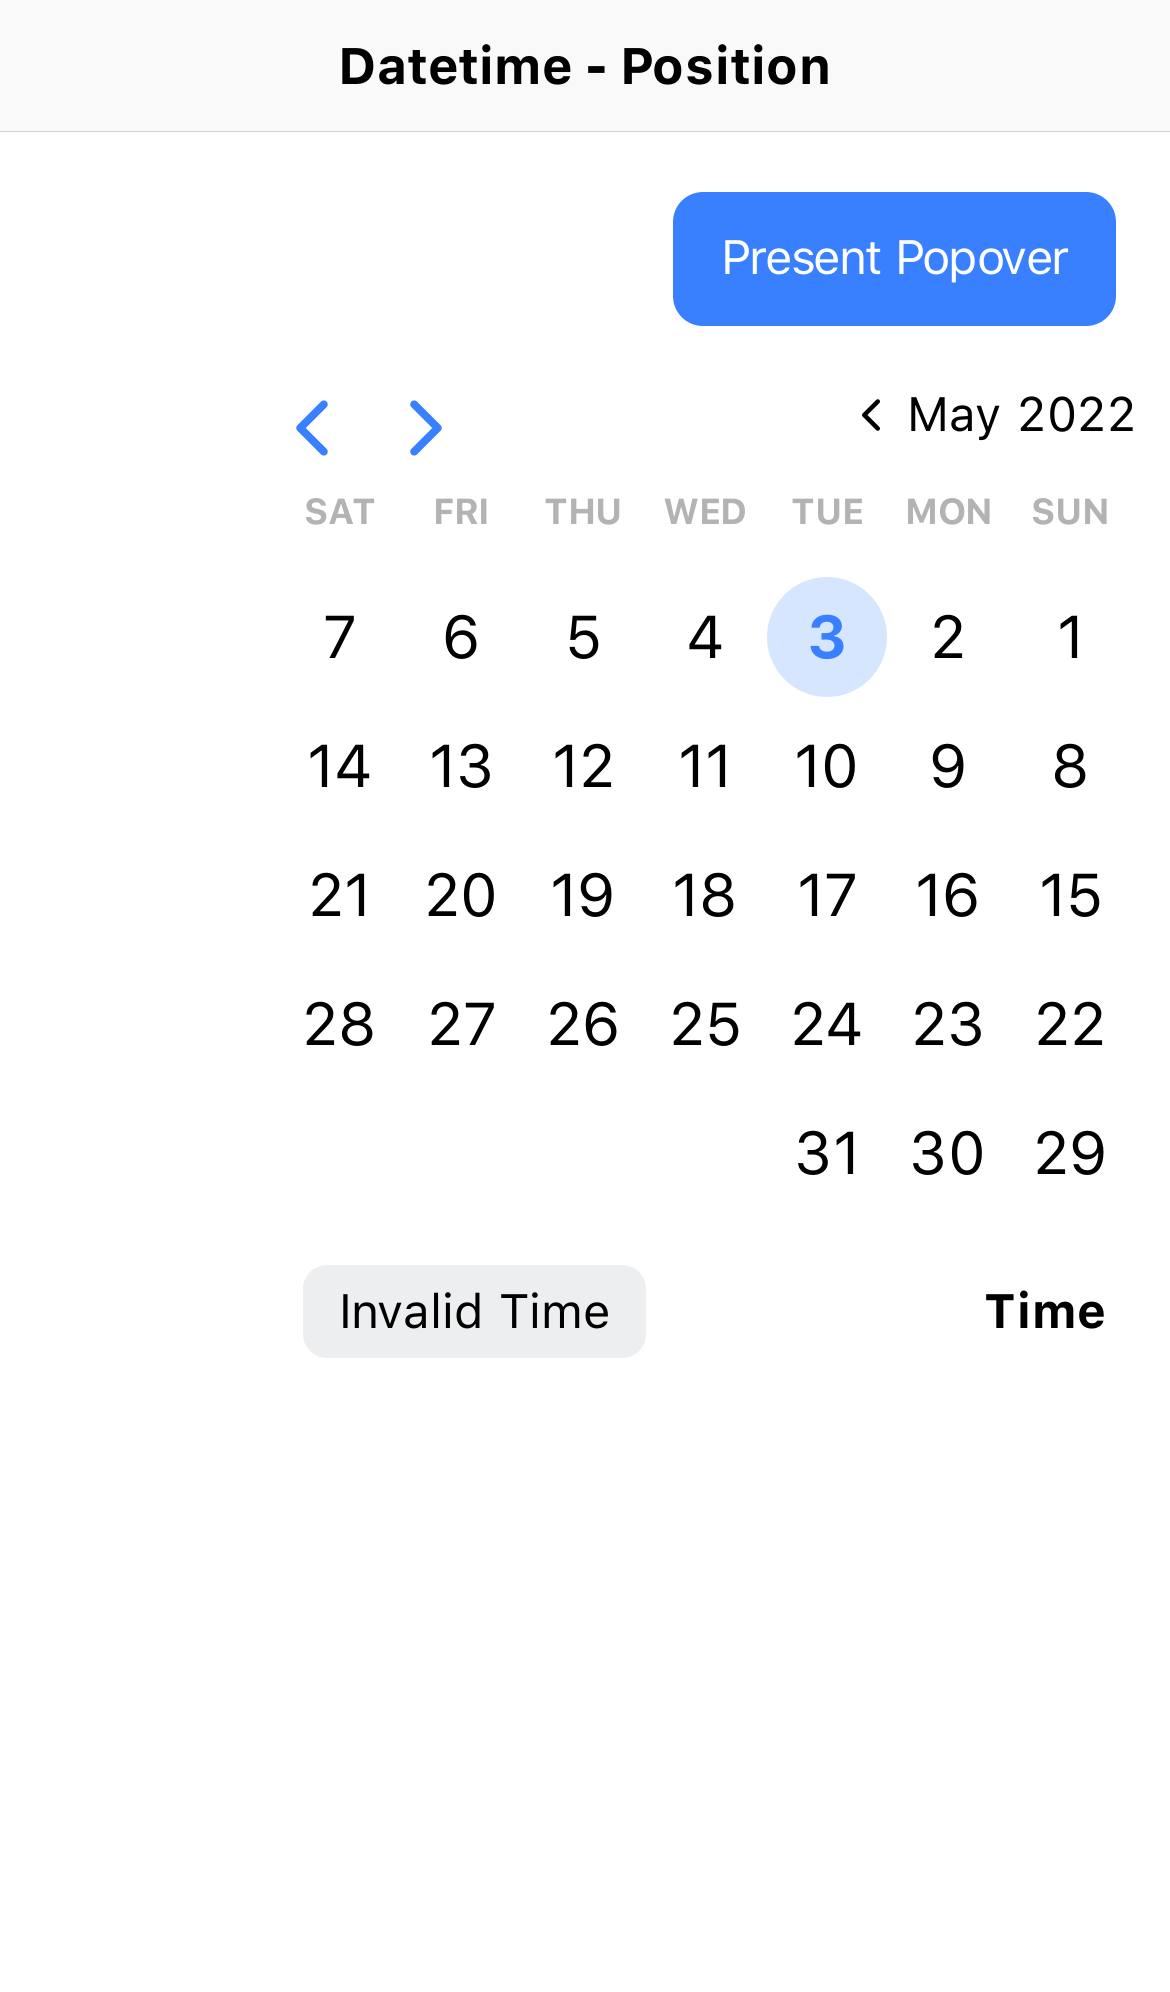 Datetime - Position
Present Popover
May 2022
SAT FRI THU WED TUE MON SUN
7 6 5 4 3 2 1
14 13 12 11 10 9 8
21 20 19 18 17 16 15
28 27 26 25 24 23 22
31 30 29
Invalid Time Time